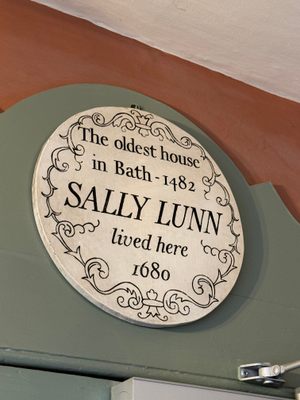 The oldest house
in Bath - 1482
SALLY LUNN
lived here
1680